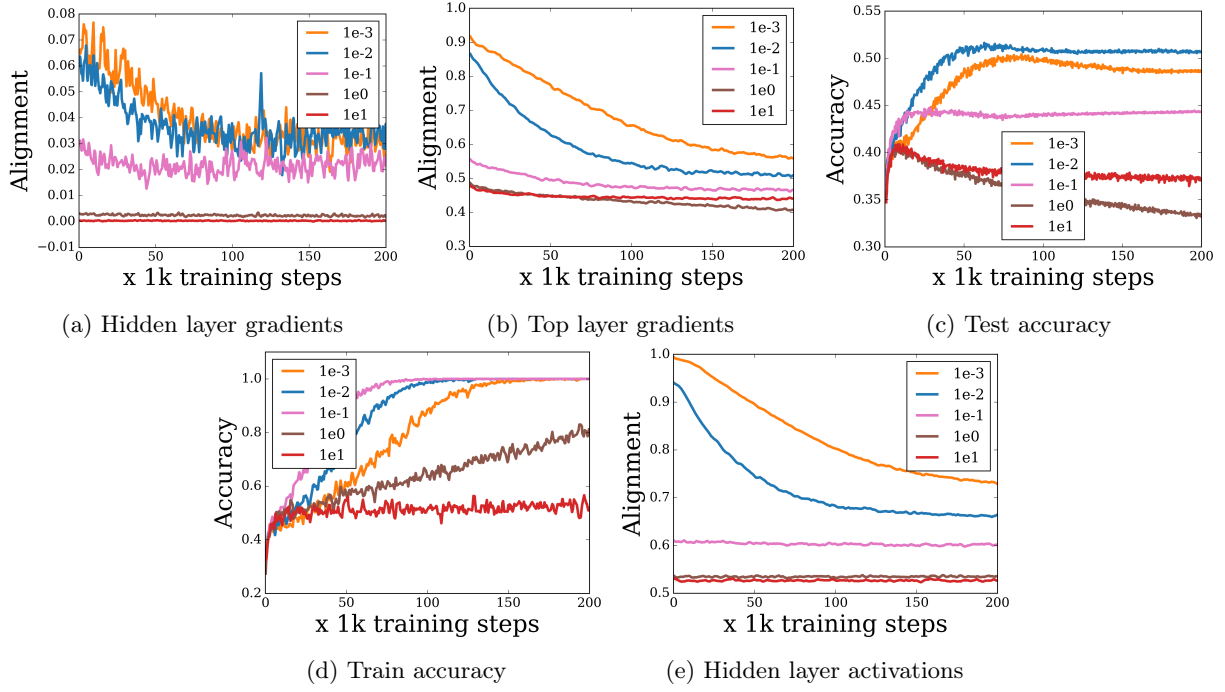 0.08
0.07
0.06
0.05
0.04
0.03
0.02
0.01
0.00
−0.01
Alignment
1e-3
1e-2
1e-1
1e0
1e1
0 50 100 150 200
x 1k training steps
(a) Hidden layer gradients
1.0
0.9
0.8
0.7
0.6
0.5
0.4
0.3
Alignment
1e-3
1e-2
1e-1
1e0
1e1
0 50 100 150 200
x 1k training steps
(b) Top layer gradients
0.55
0.50
0.45
0.40
0.35
0.30
Accuracy
1e-3
1e-2
1e-1
1e0
1e1
0 50 100 150 200
x 1k training steps
(c) Test accuracy
1.0
0.8
0.6
0.4
0.2
Accuracy
1e-3
1e-2
1e-1
1e0
1e1
0 50 100 150 200
x 1k training steps
(d) Train accuracy
1.0
0.9
0.8
0.7
0.6
0.5
Alignment
1e-3
1e-2
1e-1
1e0
1e1
0 50 100 150 200
x 1k training steps
(e) Hidden layer activations